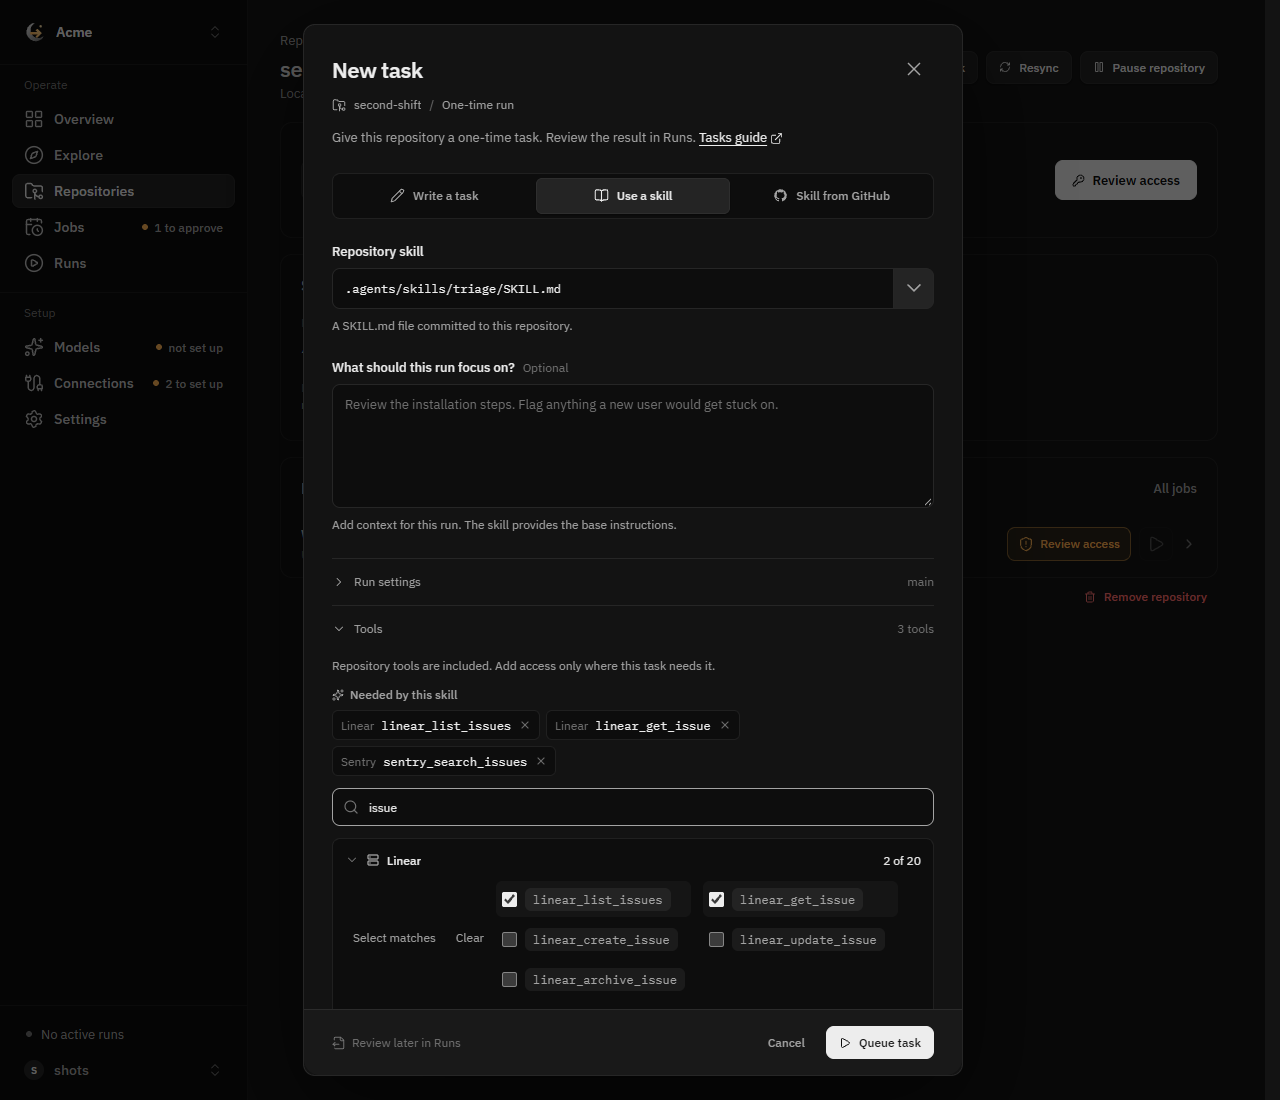 Acme
Operate
Overview
Explore
Repositories
Jobs
1 to approve
Runs
Setup
Models
not set up
Connections
2 to set up
Settings
No active runs
S
shots
Resync
Pause repository
Review access
All jobs
Review access
Remove repository
New task
second-shift / One-time run
Give this repository a one-time task. Review the result in Runs. Tasks guide
Write a task
Use a skill
Skill from GitHub
Repository skill
.agents/skills/triage/SKILL.md
A SKILL.md file committed to this repository.
What should this run focus on? Optional
Review the installation steps. Flag anything a new user would get stuck on.
Add context for this run. The skill provides the base instructions.
Run settings
main
Tools
3 tools
Repository tools are included. Add access only where this task needs it.
Needed by this skill
Linear linear_list_issues
Linear linear_get_issue
Sentry sentry_search_issues
issue
Linear
2 of 20
Select matches
Clear
linear_list_issues
linear_get_issue
linear_create_issue
linear_update_issue
linear_archive_issue
Review later in Runs
Cancel
Queue task